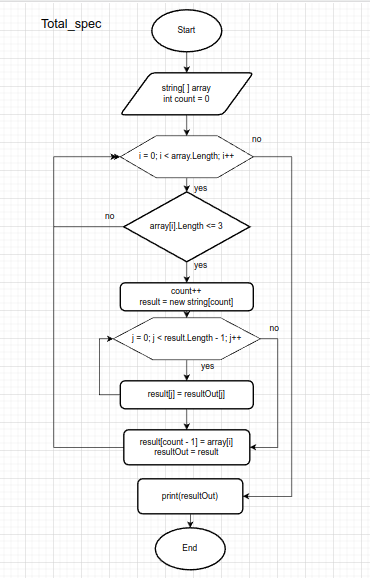 Total_spec
Start
string[ ] array
int count = 0
i = 0; i < array.Length; i++
no
yes
no
array[i].Length <= 3
yes
count++
result = new string[count]
j = 0; j < result.Length - 1; j++
no
yes
result[j] = resultOut[j]
result[count - 1] = array[i]
resultOut = result
print(resultOut)
End